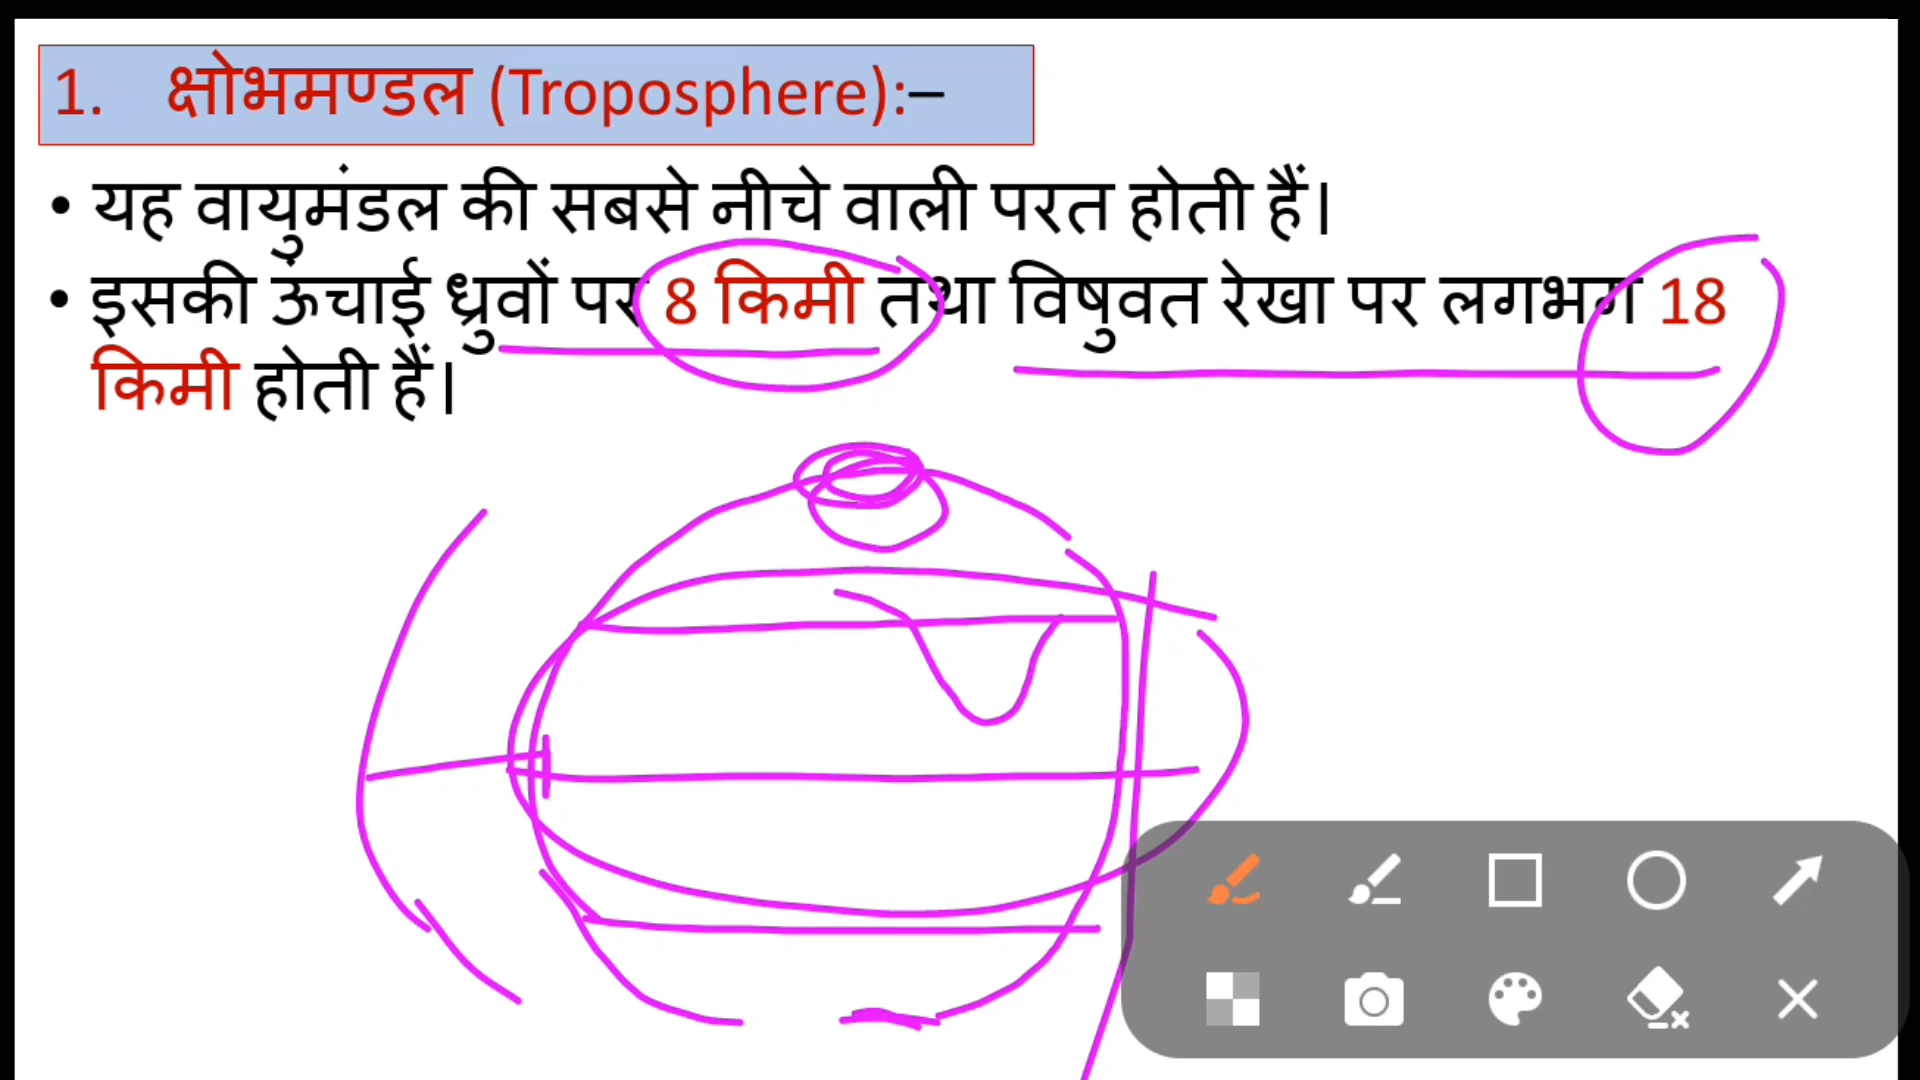 1. क्षोभमण्डल (Troposphere):–
• यह वायुमंडल की सबसे नीचे वाली परत होती हैं।
• इसकी ऊंचाई ध्रुवों पर 8 किमी तथा विषुवत रेखा पर लगभग 18
किमी होती हैं।